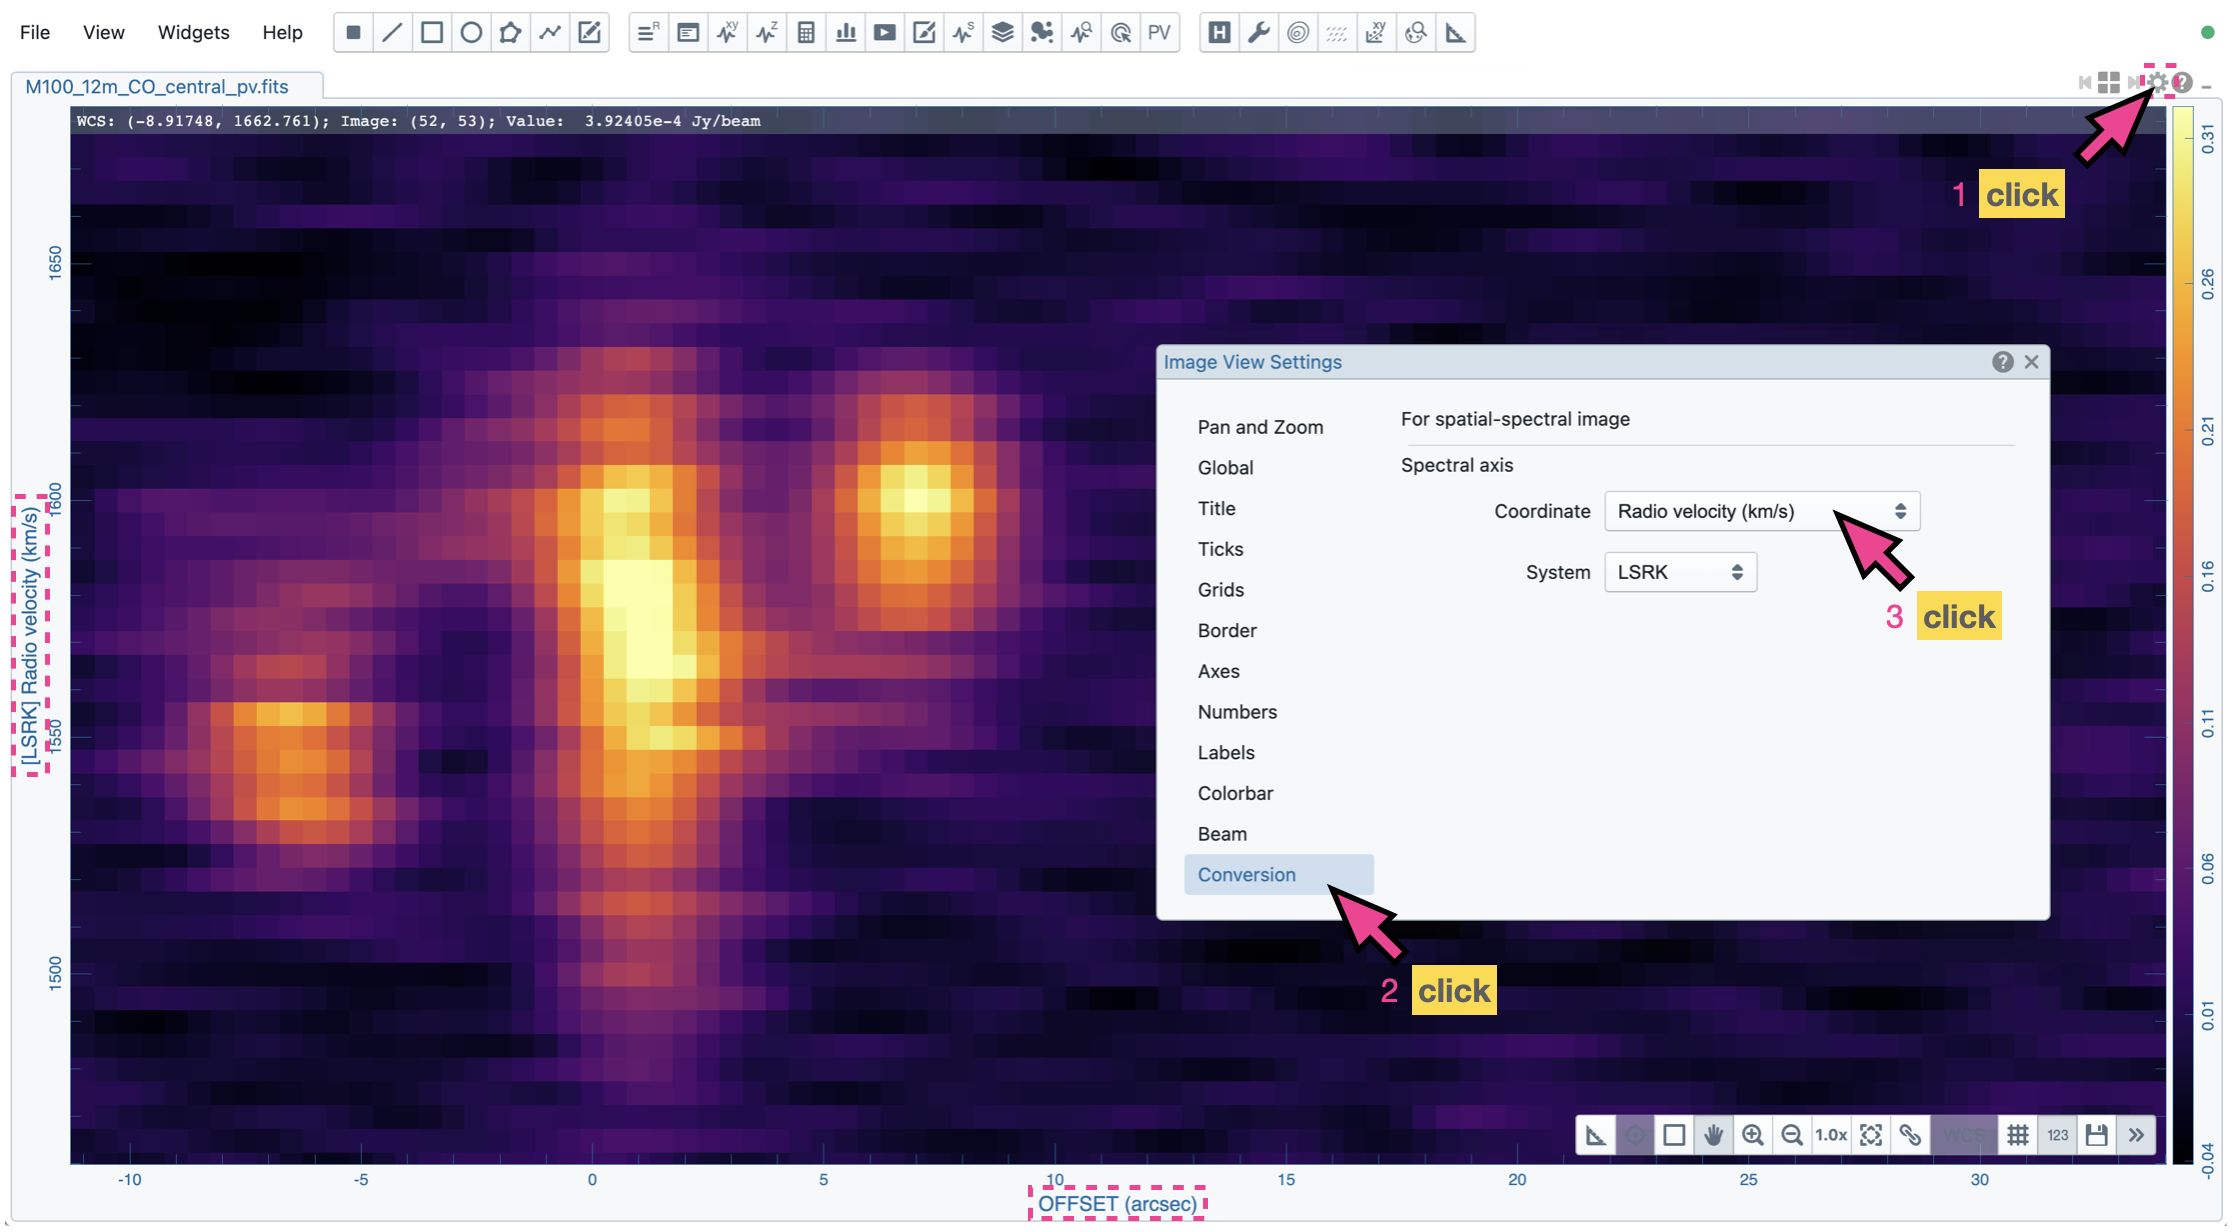 File View Widgets Help
R xy Z S PV H xy
M100_12m_CO_central_pv.fits
WCS: (-8.91748, 1662.761); Image: (52, 53); Value: 3.92405e-4 Jy/beam
1 click
Image View Settings
Pan and Zoom
Global
Title
Ticks
Grids
Border
Axes
Numbers
Labels
Colorbar
Beam
Conversion
For spatial-spectral image
Spectral axis
Coordinate Radio velocity (km/s)
System LSRK
3 click
2 click
[LSRK] Radio velocity (km/s)
1650
1600
1550
1500
0.31
0.26
0.21
0.16
0.11
0.06
0.01
-0.04
1.0x WCS 123
-10 -5 0 5 10 15 20 25 30
OFFSET (arcsec)